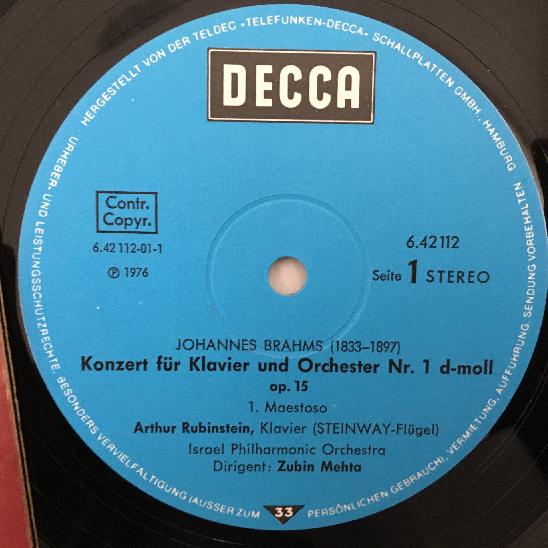 HERGESTELLT VON DER TELDEC »TELEFUNKEN-DECCA« SCHALLPLATTEN GMBH., HAMBURG
DECCA
Contr.
Copyr.
6.42112-01-1
Ⓟ 1976
6.42112
Seite 1 STEREO
JOHANNES BRAHMS (1833–1897)
Konzert für Klavier und Orchester Nr. 1 d-moll
op. 15
1. Maestoso
Arthur Rubinstein, Klavier (STEINWAY-Flügel)
Israel Philharmonic Orchestra
Dirigent: Zubin Mehta
URHEBER- UND LEISTUNGSSCHUTZRECHTE, BESONDERS VERVIELFÄLTIGUNG (AUSSER ZUM PERSÖNLICHEN GEBRAUCH), VERMIETUNG, AUFFÜHRUNG, SENDUNG VORBEHALTEN
33